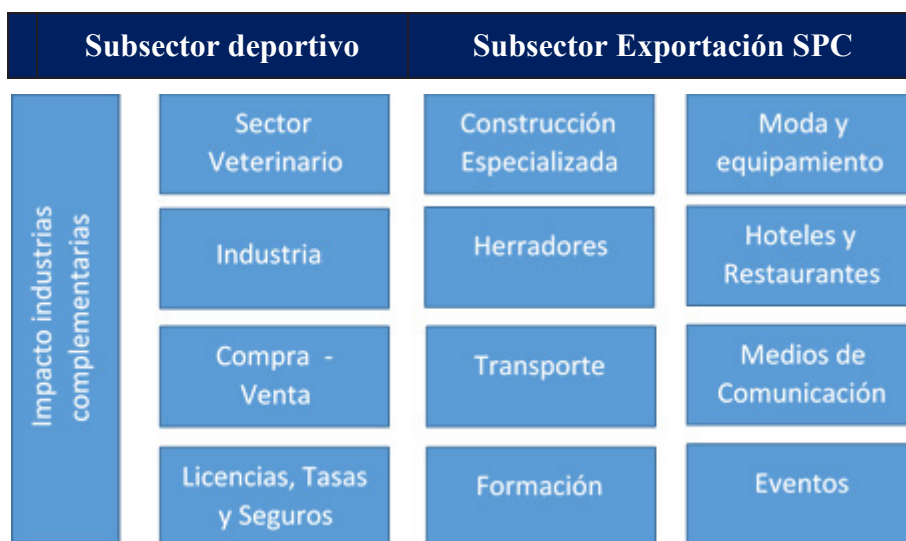 Subsector deportivo
Subsector Exportación SPC
Impacto industrias
complementarias
Sector
Veterinario
Construcción
Especializada
Moda y
equipamiento
Industria
Herradores
Hoteles y
Restaurantes
Compra -
Venta
Transporte
Medios de
Comunicación
Licencias, Tasas
y Seguros
Formación
Eventos